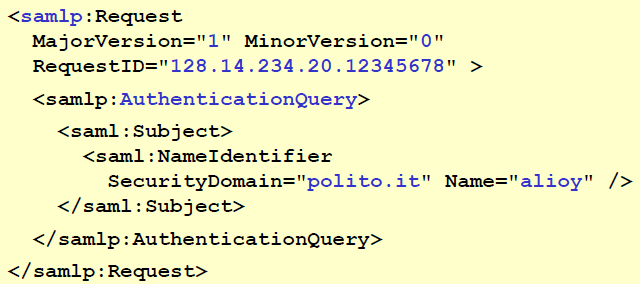 <samlp:Request
MajorVersion="1" MinorVersion="0"
RequestID="128.14.234.20.12345678" >
<samlp:AuthenticationQuery>
<saml:Subject>
<saml:NameIdentifier
SecurityDomain="polito.it" Name="alioy" />
</saml:Subject>
</samlp:AuthenticationQuery>
</samlp:Request>